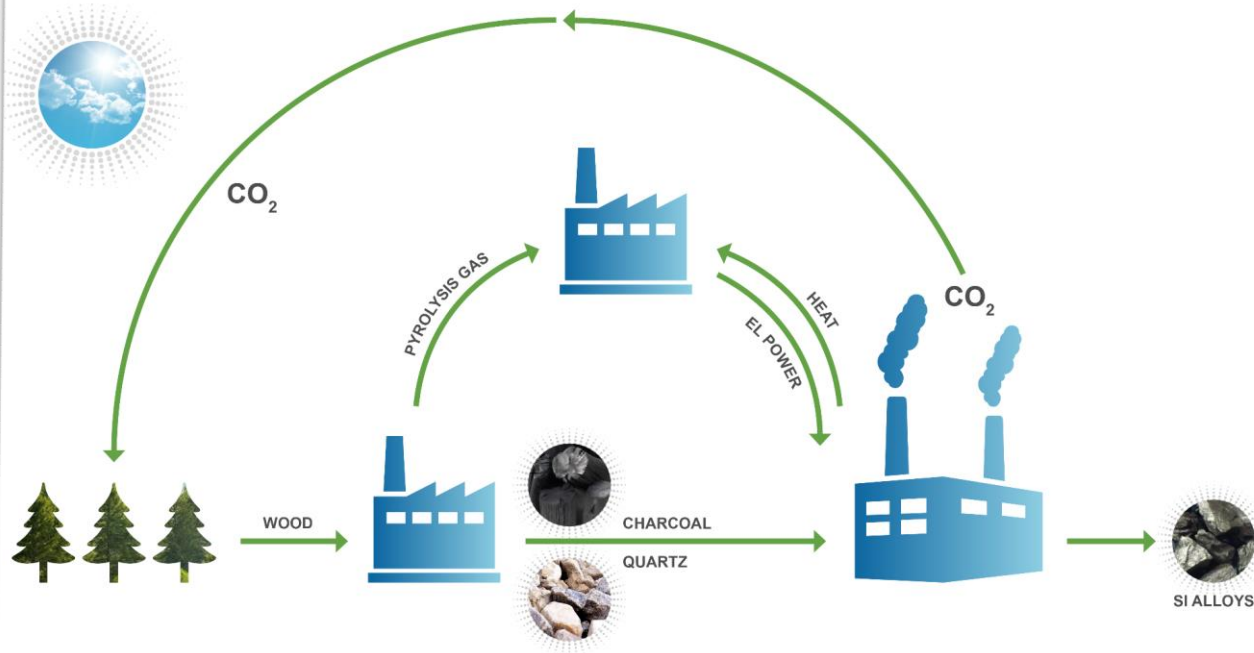 CO₂
PYROLYSIS GAS
HEAT
EL POWER
CO₂
WOOD
CHARCOAL
QUARTZ
SI ALLOYS